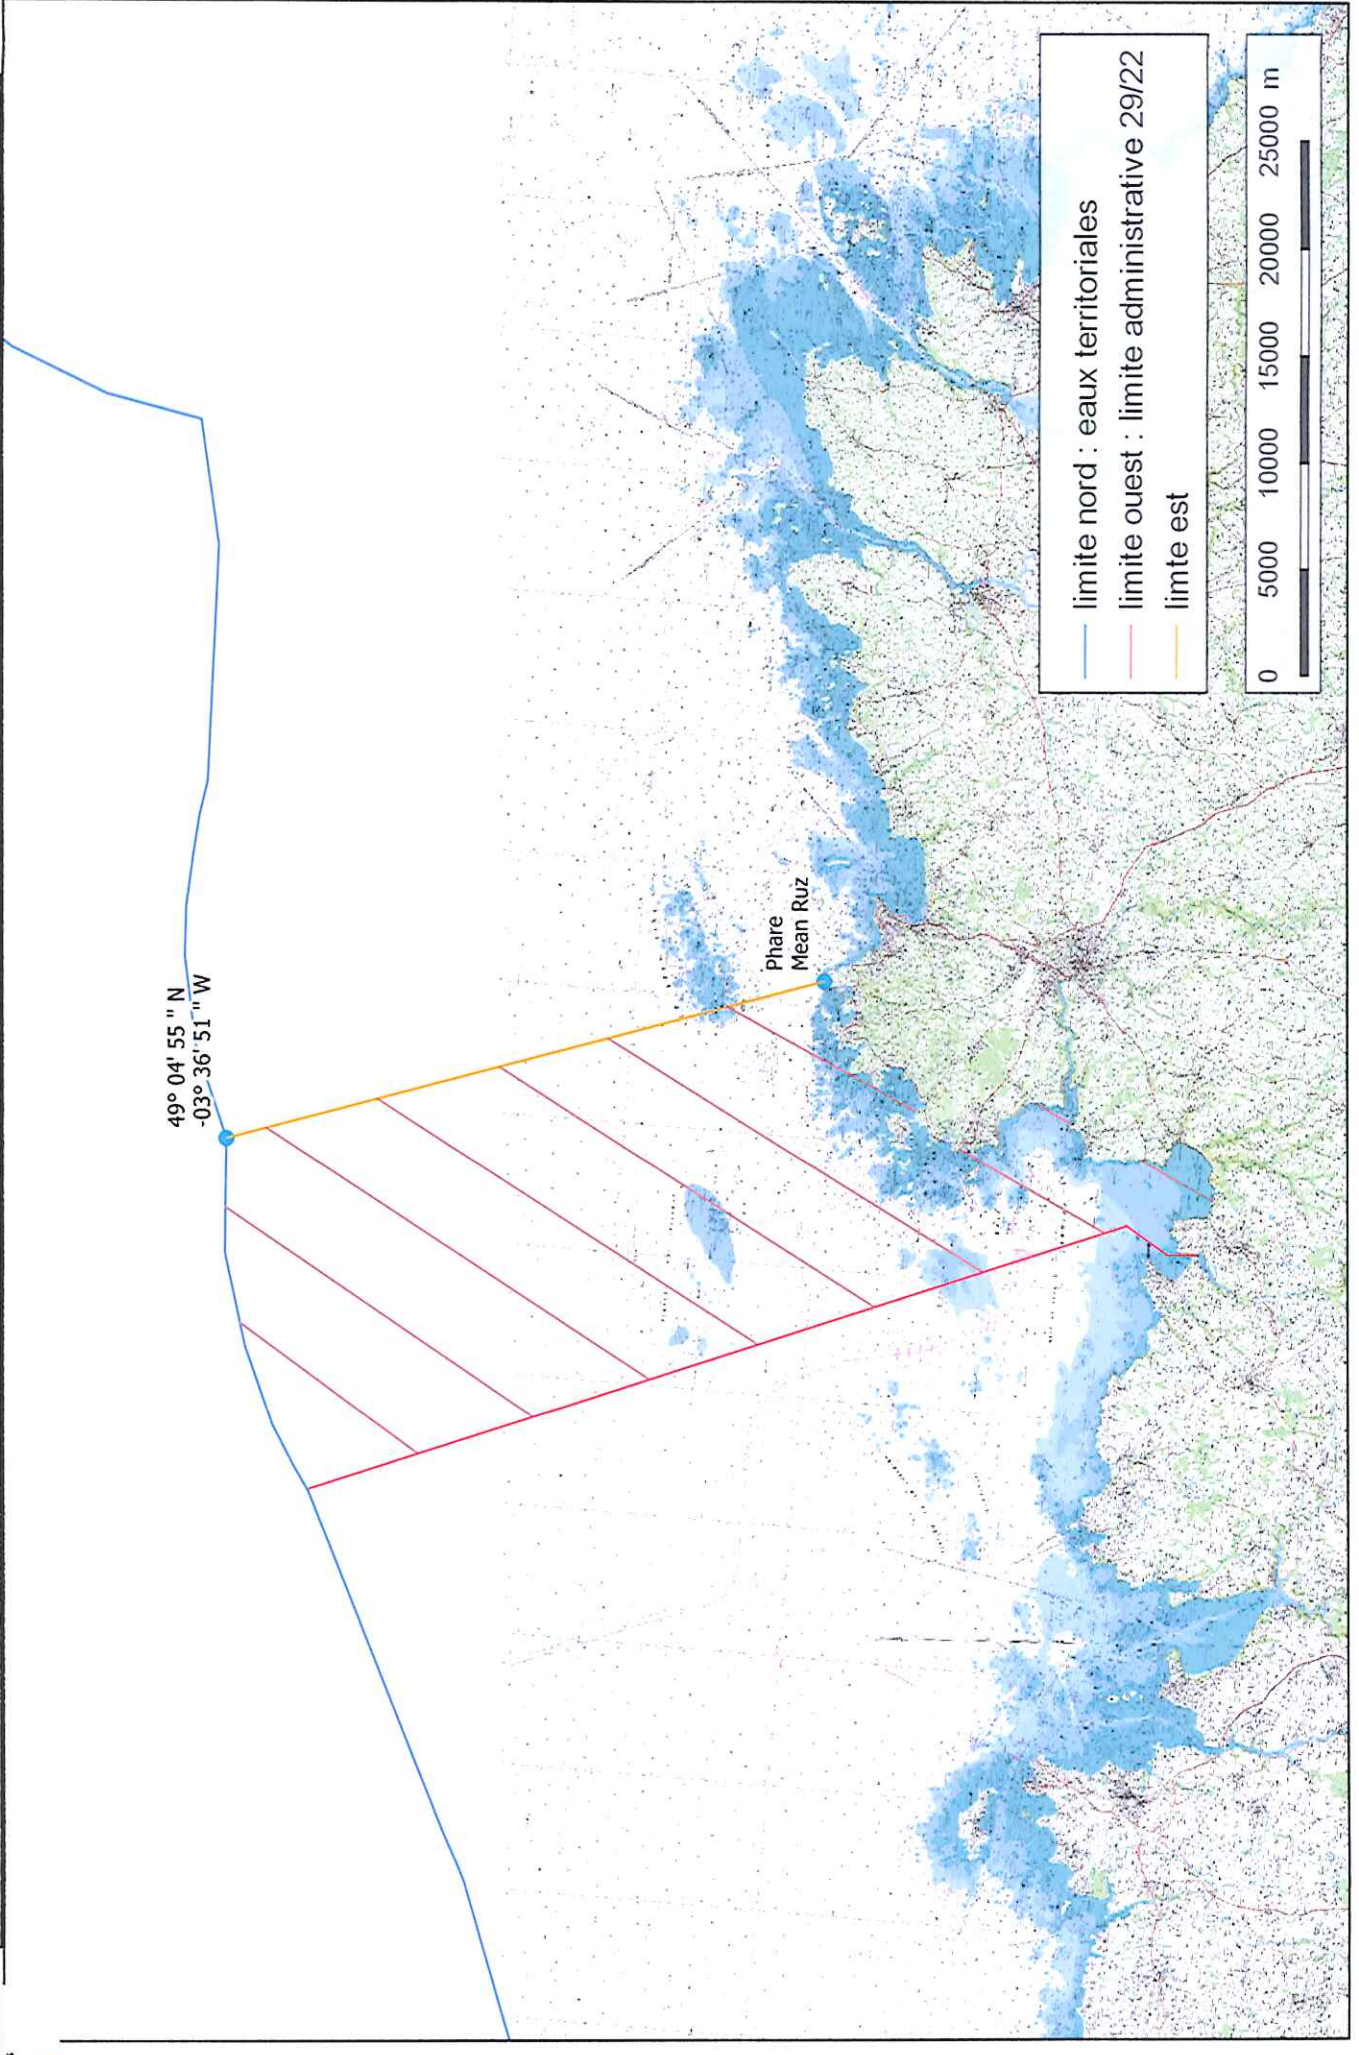 49° 04' 55 '' N
-03° 36' 51 '' W
Phare
Mean Ruz
limite nord : eaux territoriales
limite ouest : limite administrative 29/22
limte est
0 5000 10000 15000 20000 25000 m